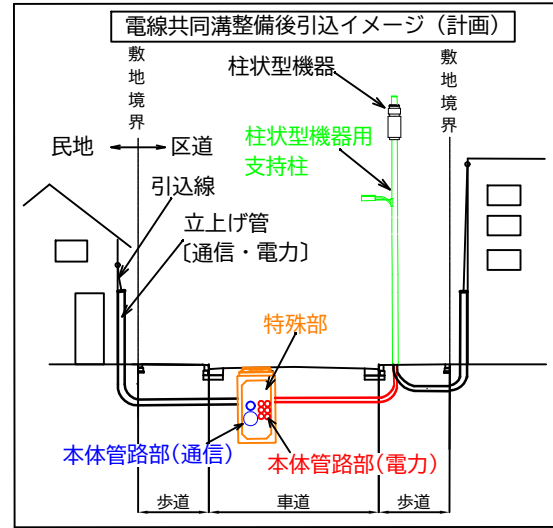 電線共同溝整備後引込イメージ（計画）
敷地境界
柱状型機器
敷地境界
民地
区道
柱状型機器用
支持柱
引込線
立上げ管
〔通信・電力〕
特殊部
本体管路部(通信)
本体管路部(電力)
歩道
車道
歩道